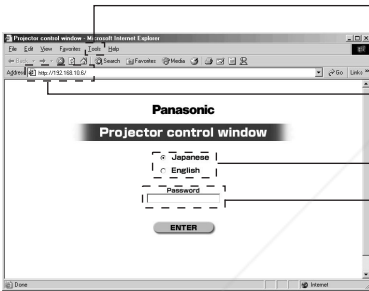 Projector control window - Microsoft Internet Explorer
File Edit View Favorites Tools Help
Back Search Favorites Media
Address http://192.168.10.6/ Go Links »
Panasonic
Projector control window
Japanese
English
Password
ENTER
Done Internet